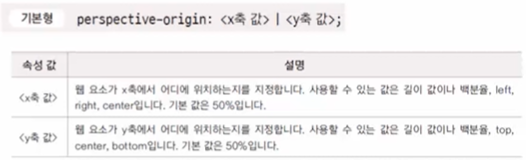 기본형 perspective-origin: <x축 값> | <y축 값>;
속성 값 설명
<x축 값> 웹 요소가 x축에서 어디에 위치하는지를 지정합니다. 사용할 수 있는 값은 길이 값이나 백분율, left,
right, center입니다. 기본 값은 50%입니다.
<y축 값> 웹 요소가 y축에서 어디에 위치하는지를 지정합니다. 사용할 수 있는 값은 길이 값이나 백분율, top,
center, bottom입니다. 기본 값은 50%입니다.